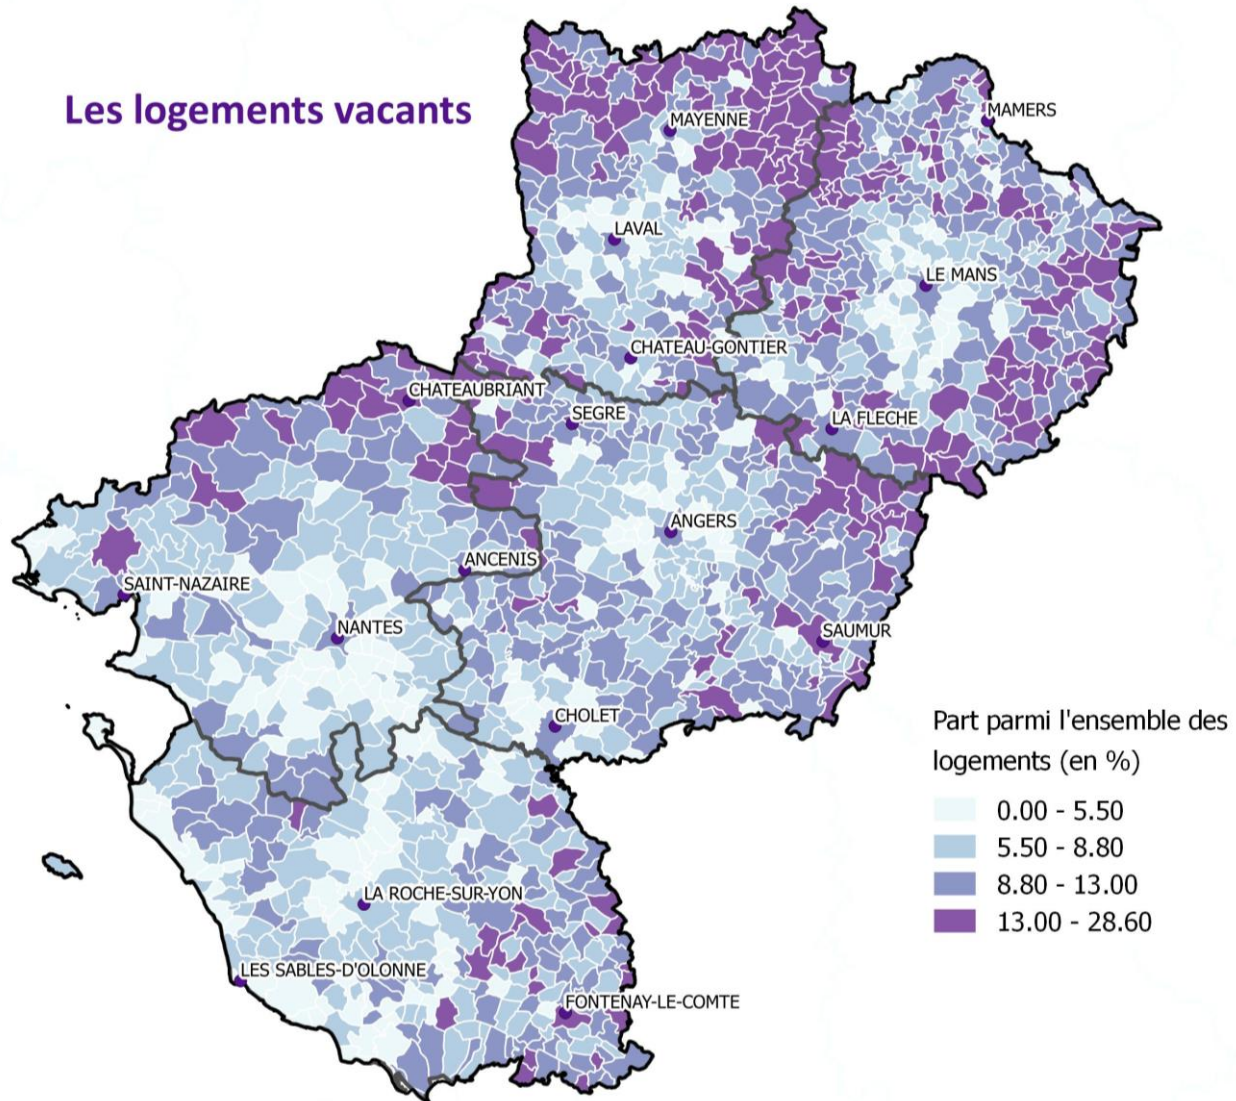 Les logements vacants
MAYENNE
MAMERS
LAVAL
LE MANS
CHATEAU-GONTIER
CHATEAUBRIANT
SEGRE
LA FLECHE
ANGERS
ANCENIS
SAINT-NAZAIRE
NANTES
SAUMUR
CHOLET
Part parmi l'ensemble des
logements (en %)
0.00 - 5.50
5.50 - 8.80
8.80 - 13.00
13.00 - 28.60
LA ROCHE-SUR-YON
LES SABLES-D'OLONNE
FONTENAY-LE-COMTE